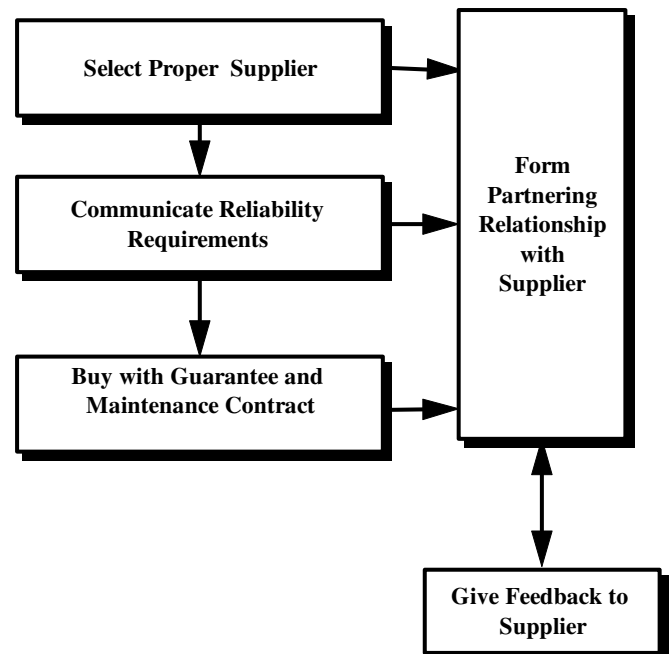 Select Proper Supplier
Communicate Reliability
Requirements
Buy with Guarantee and
Maintenance Contract
Form
Partnering
Relationship
with
Supplier
Give Feedback to
Supplier